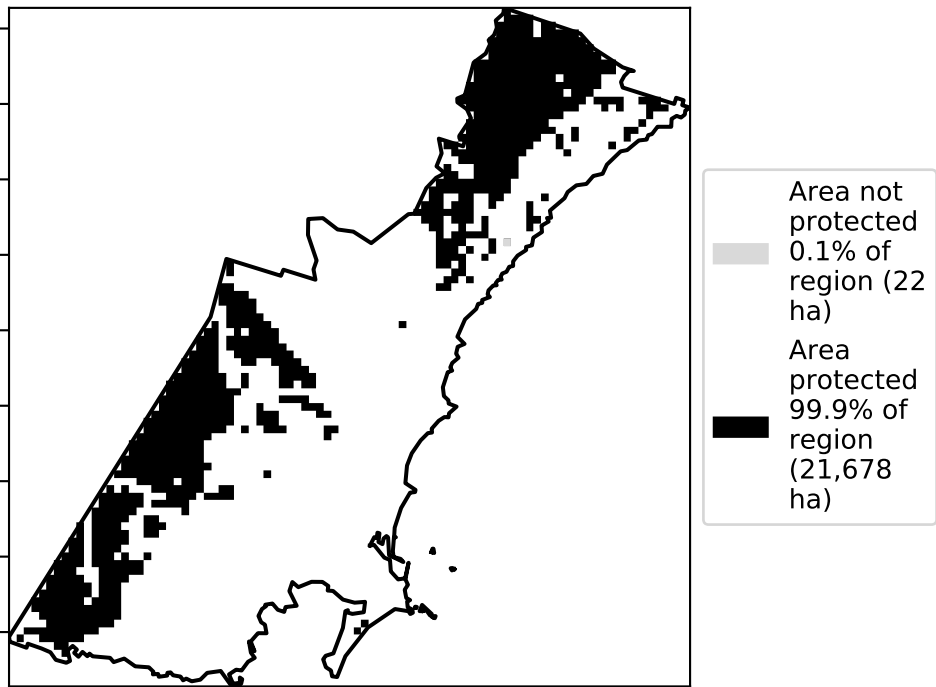 Area not
protected
0.1% of
region (22
ha)
Area
protected
99.9% of
region
(21,678
ha)